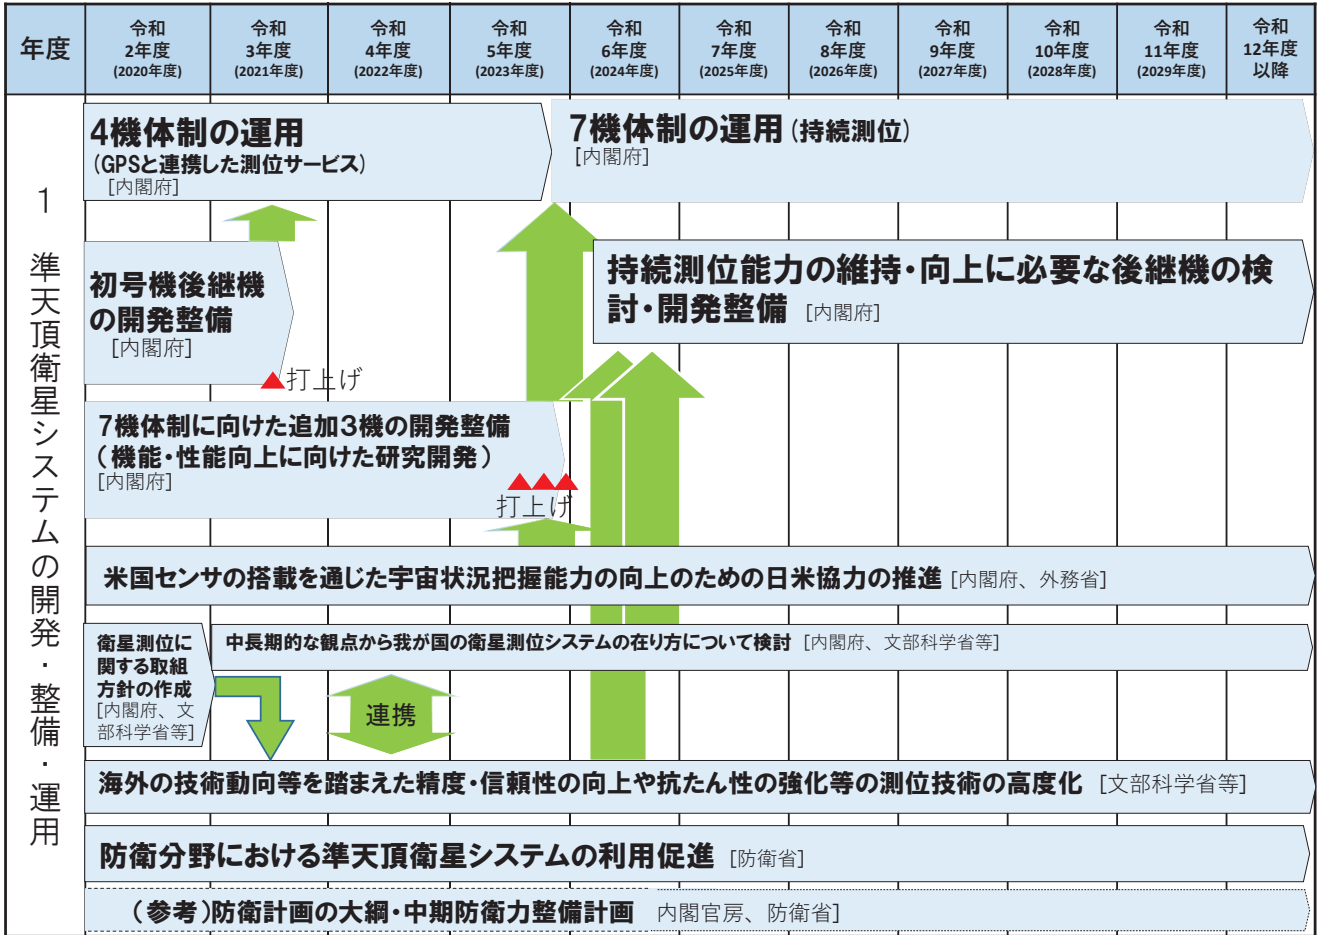 年度
令和
2年度
(2020年度)
令和
3年度
(2021年度)
令和
4年度
(2022年度)
令和
5年度
(2023年度)
令和
6年度
(2024年度)
令和
7年度
(2025年度)
令和
8年度
(2026年度)
令和
9年度
(2027年度)
令和
10年度
(2028年度)
令和
11年度
(2029年度)
令和
12年度
以降
1 準天頂衛星システムの開発・整備・運用
4機体制の運用
(GPSと連携した測位サービス)
[内閣府]
7機体制の運用(持続測位)
[内閣府]
初号機後継機
の開発整備
[内閣府]
打上げ
持続測位能力の維持・向上に必要な後継機の検
討・開発整備 [内閣府]
7機体制に向けた追加3機の開発整備
(機能・性能向上に向けた研究開発)
[内閣府]
打上げ
米国センサの搭載を通じた宇宙状況把握能力の向上のための日米協力の推進 [内閣府、外務省]
衛星測位に
関する取組
方針の作成
[内閣府、文
部科学省等]
中長期的な観点から我が国の衛星測位システムの在り方について検討 [内閣府、文部科学省等]
連携
海外の技術動向等を踏まえた精度・信頼性の向上や抗たん性の強化等の測位技術の高度化 [文部科学省等]
防衛分野における準天頂衛星システムの利用促進 [防衛省]
(参考)防衛計画の大綱・中期防衛力整備計画 内閣官房、防衛省]